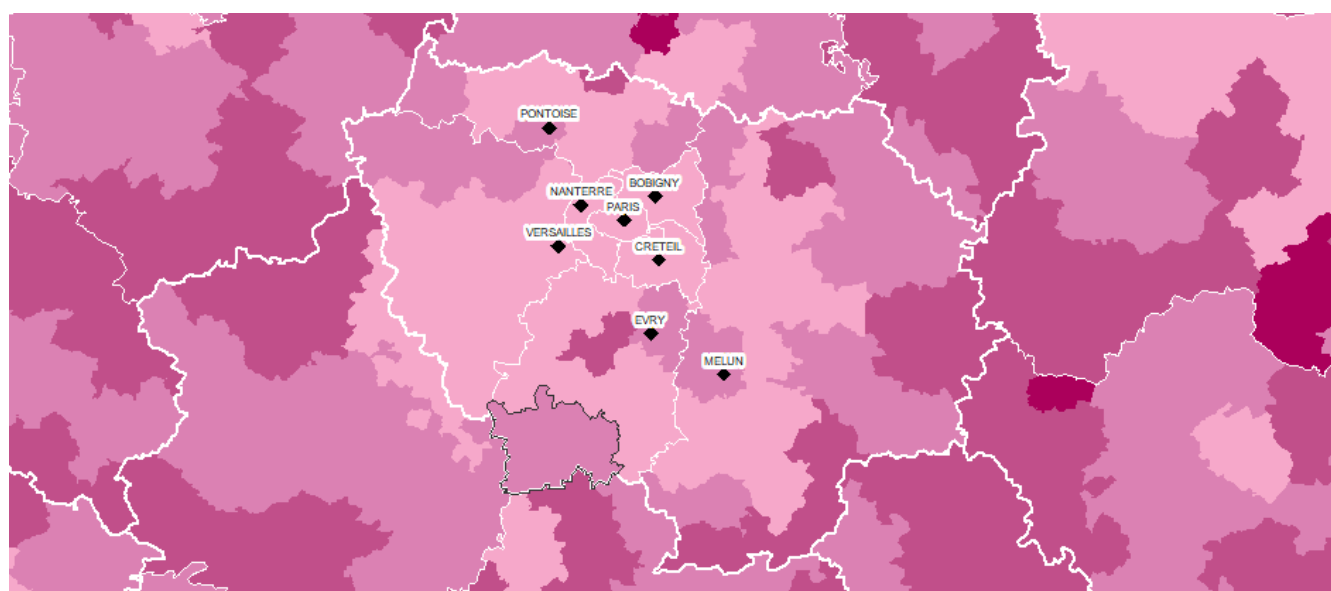 PONTOISE
NANTERRE
BOBIGNY
PARIS
VERSAILLES
CRETEIL
EVRY
MELUN